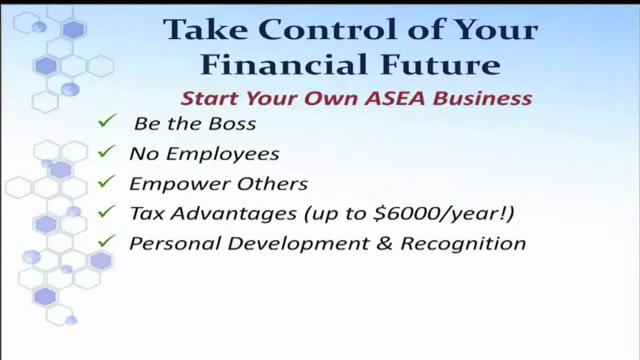 Take Control of Your
Financial Future
Start Your Own ASEA Business
✓ Be the Boss
✓ No Employees
✓ Empower Others
✓ Tax Advantages (up to $6000/year!)
✓ Personal Development & Recognition